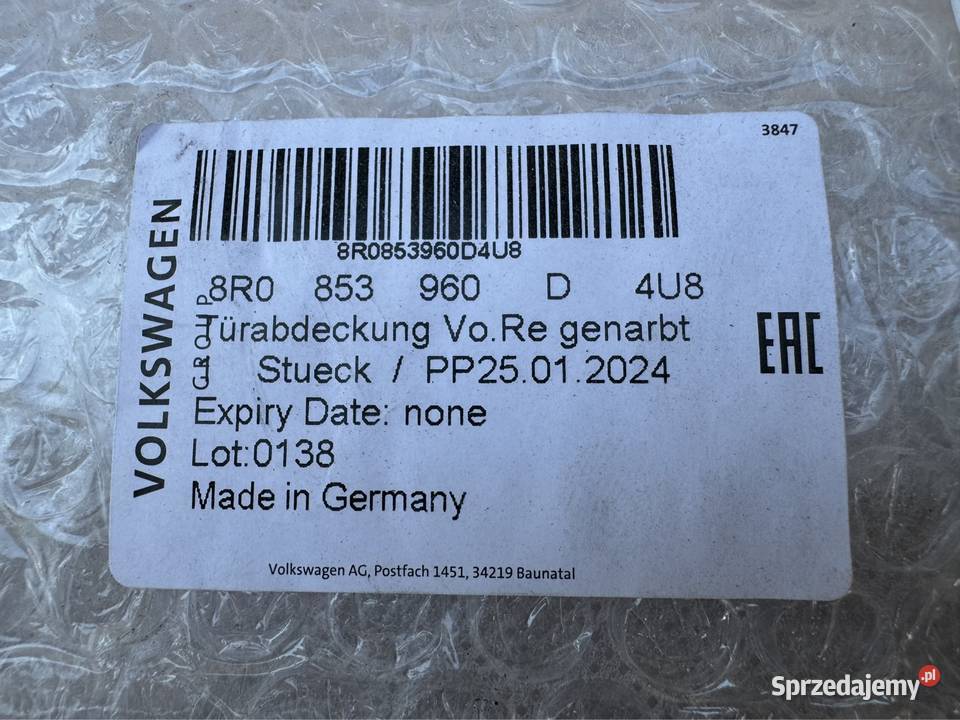 3847
8R0853960D4U8
8R0 853 960 D 4U8
Türabdeckung Vo.Re genarbt
Stueck / PP25.01.2024
Expiry Date: none
Lot:0138
Made in Germany
VOLKSWAGEN
GROUP
EAC
Volkswagen AG, Postfach 1451, 34219 Baunatal
Sprzedajemy.pl